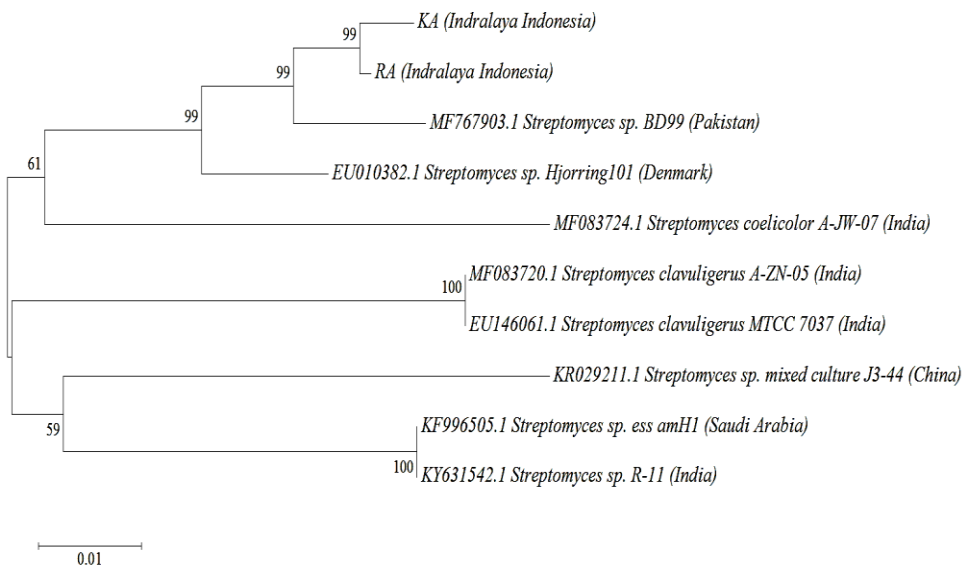 KA (Indralaya Indonesia)
99
RA (Indralaya Indonesia)
99
MF767903.1 Streptomyces sp. BD99 (Pakistan)
99
EU010382.1 Streptomyces sp. Hjorring101 (Denmark)
61
MF083724.1 Streptomyces coelicolor A-JW-07 (India)
MF083720.1 Streptomyces clavuligerus A-ZN-05 (India)
100
EU146061.1 Streptomyces clavuligerus MTCC 7037 (India)
KR029211.1 Streptomyces sp. mixed culture J3-44 (China)
59
KF996505.1 Streptomyces sp. ess amH1 (Saudi Arabia)
100
KY631542.1 Streptomyces sp. R-11 (India)
0.01